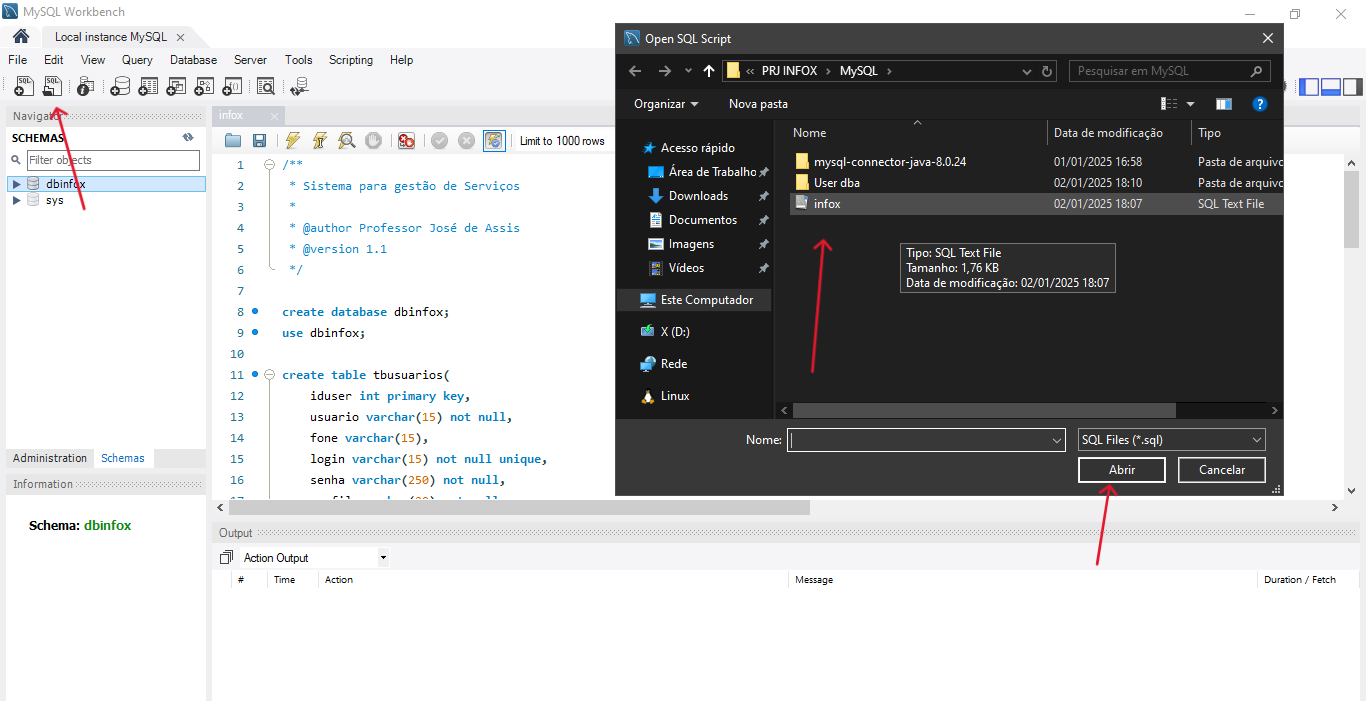 MySQL Workbench
Local instance MySQL
File Edit View Query Database Server Tools Scripting Help
Navigator
SCHEMAS
Filter objects
dbinfox
sys
Administration Schemas
Information
Schema: dbinfox
infox
Limit to 1000 rows
1 /**
2 * Sistema para gestão de Serviços
3 *
4 * @author Professor José de Assis
5 * @version 1.1
6 */
7
8 create database dbinfox;
9 use dbinfox;
10
11 create table tbusuarios(
12 iduser int primary key,
13 usuario varchar(15) not null,
14 fone varchar(15),
15 login varchar(15) not null unique,
16 senha varchar(250) not null,
Open SQL Script
« PRJ INFOX › MySQL ›
Pesquisar em MySQL
Organizar
Nova pasta
Acesso rápido
Área de Trabalho
Downloads
Documentos
Imagens
Vídeos
Este Computador
X (D:)
Rede
Linux
Nome Data de modificação Tipo
mysql-connector-java-8.0.24 01/01/2025 16:58 Pasta de arquivo
User dba 02/01/2025 18:10 Pasta de arquivo
infox 02/01/2025 18:07 SQL Text File
Tipo: SQL Text File
Tamanho: 1,76 KB
Data de modificação: 02/01/2025 18:07
Nome:
SQL Files (*.sql)
Abrir
Cancelar
Output
Action Output
# Time Action Message Duration / Fetch